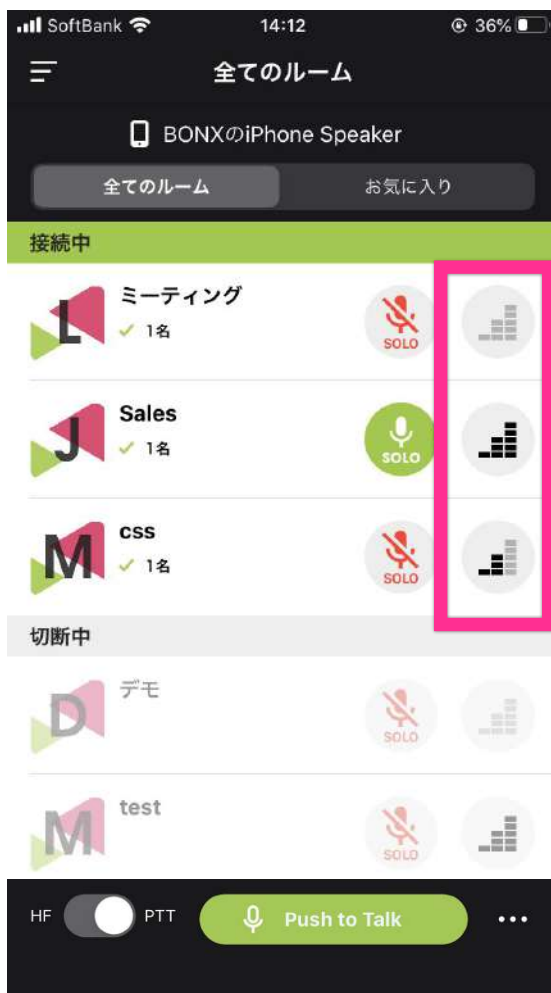 SoftBank 14:12 36%
全てのルーム
BONXのiPhone Speaker
全てのルーム お気に入り
接続中
L ミーティング
1名
SOLO
J Sales
1名
SOLO
M css
1名
SOLO
切断中
D デモ
SOLO
M test
SOLO
HF PTT Push to Talk